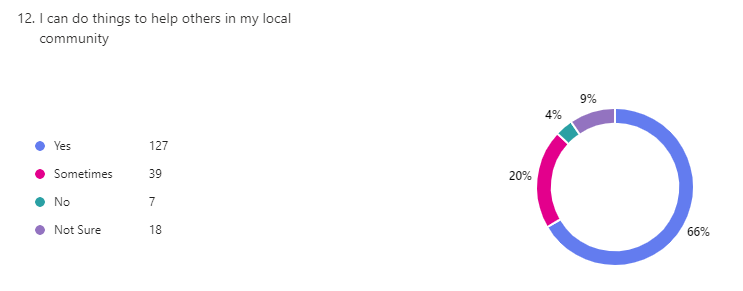 12. I can do things to help others in my local
community
Yes 127
Sometimes 39
No 7
Not Sure 18
9%
4%
20%
66%